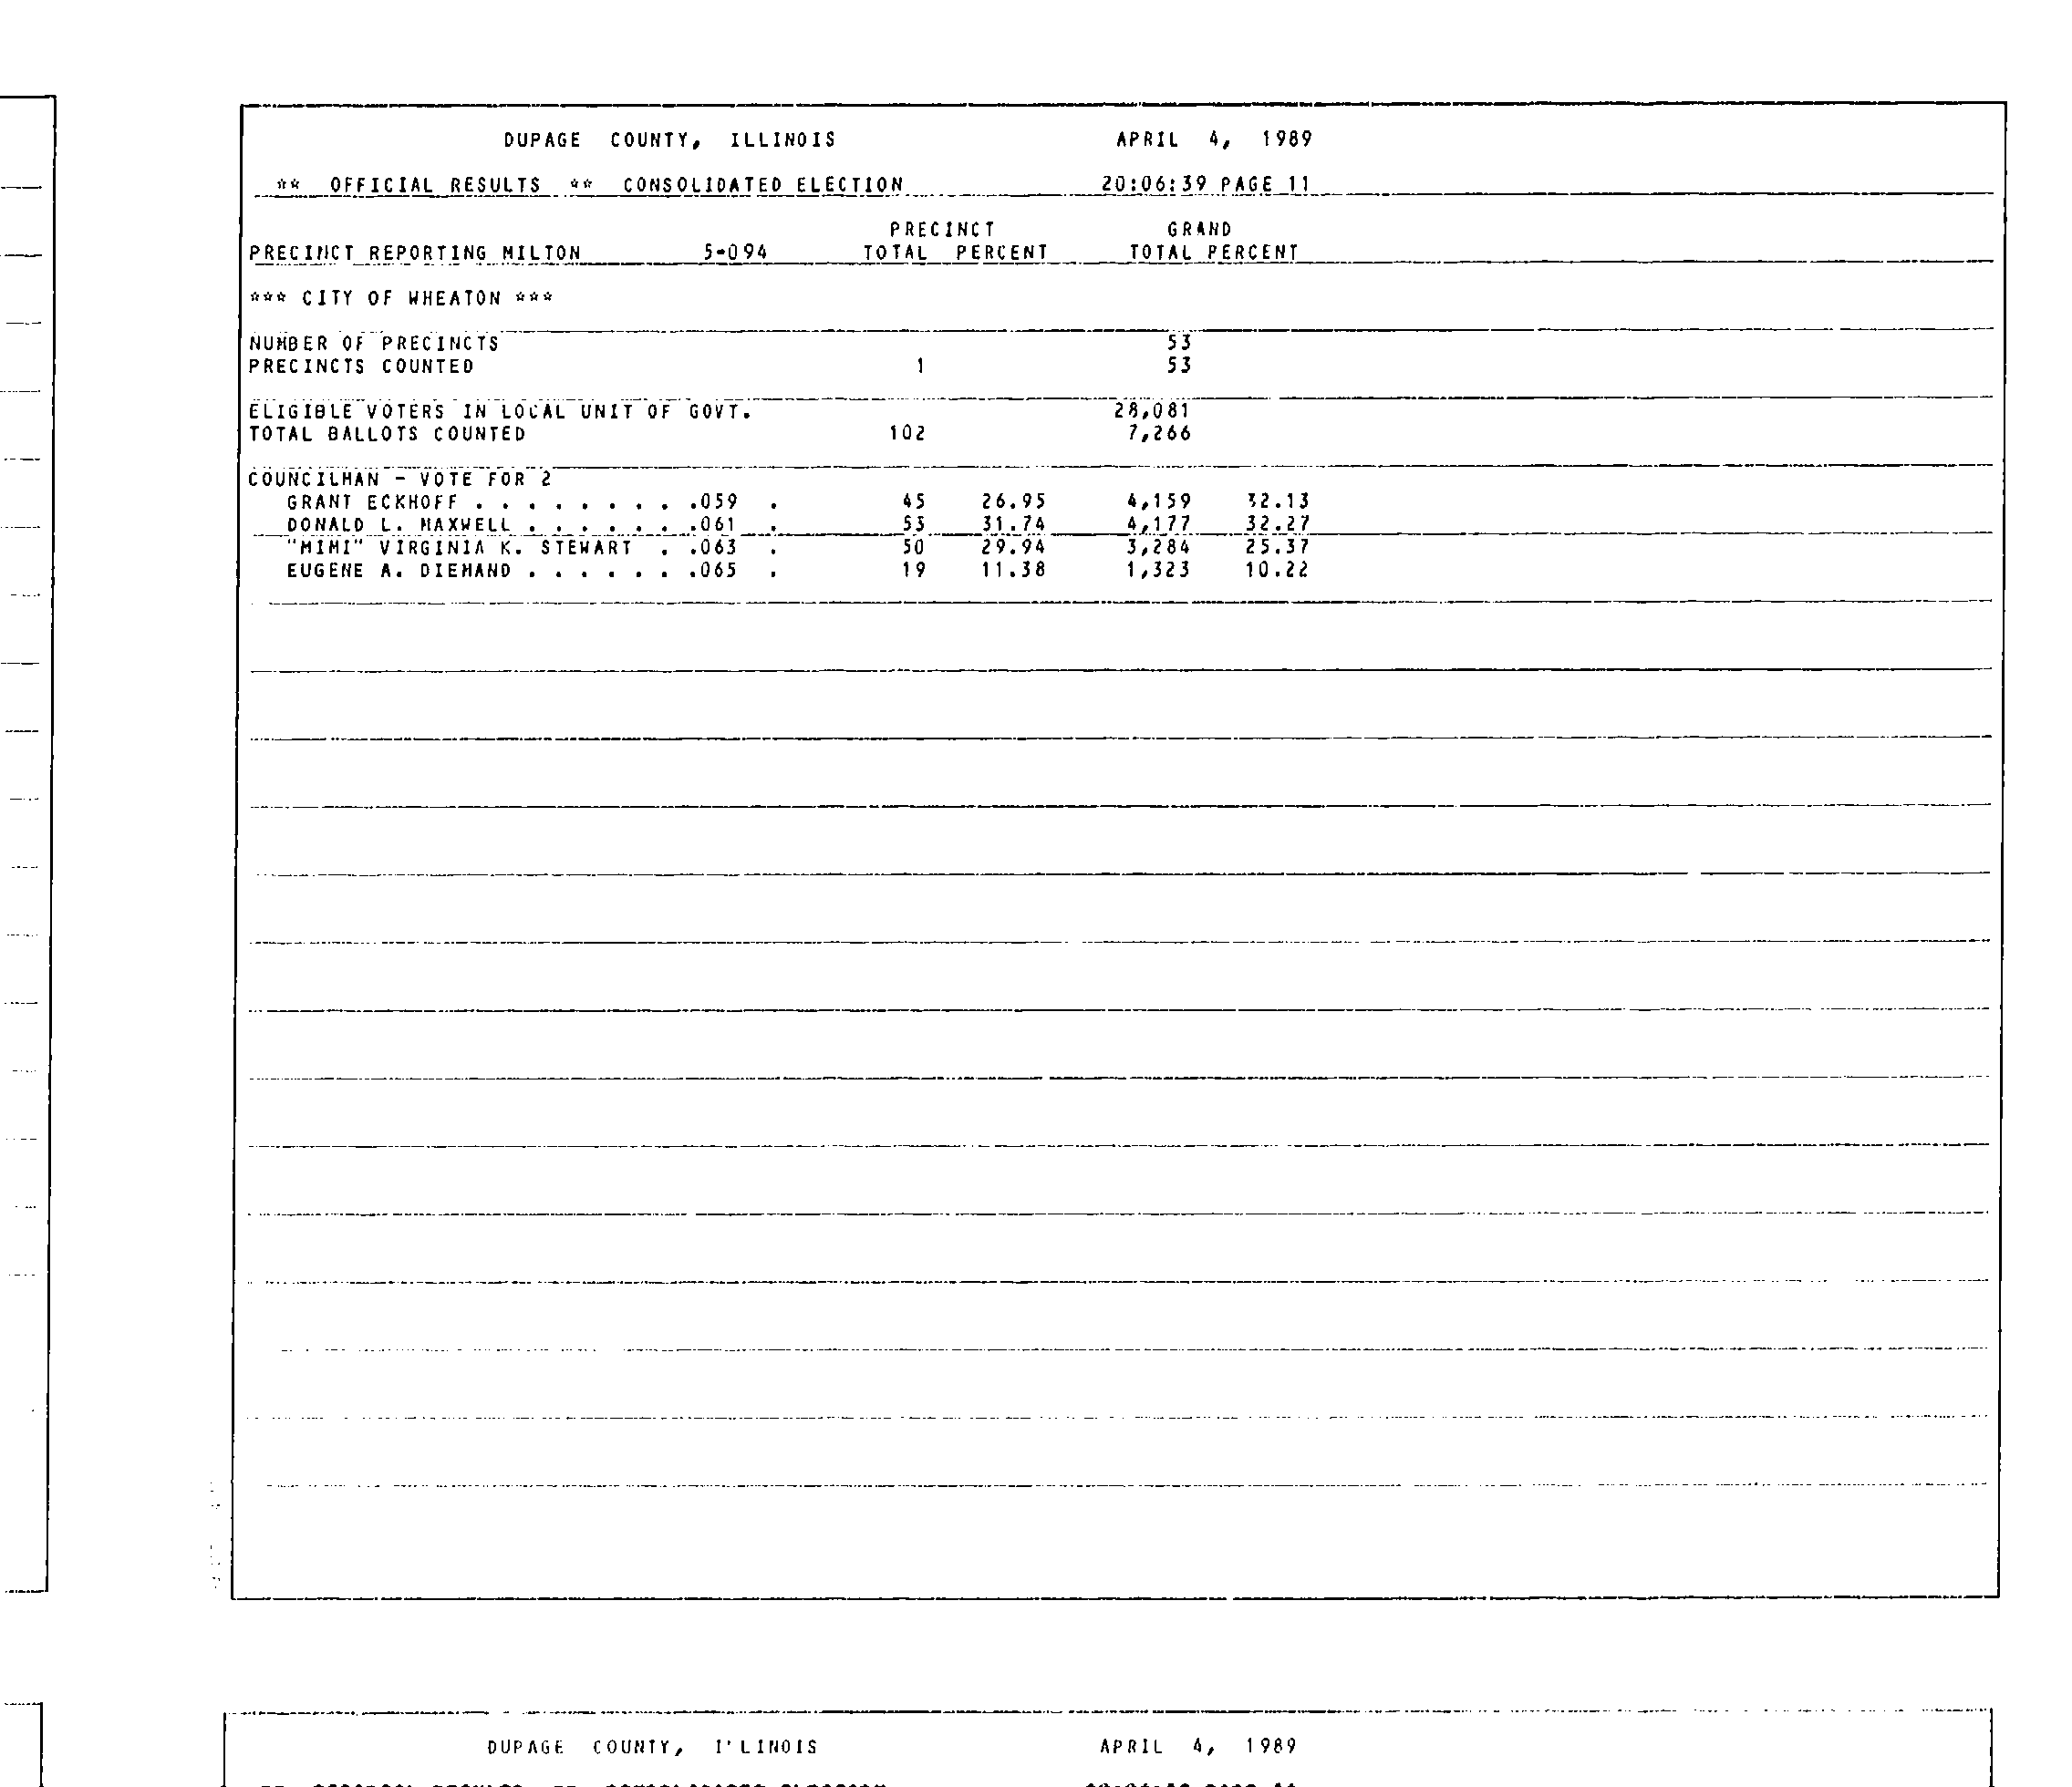 DUPAGE COUNTY, ILLINOIS APRIL 4, 1989
** OFFICIAL RESULTS ** CONSOLIDATED ELECTION 20:06:39 PAGE 11
PRECINCT GRAND
PRECINCT REPORTING MILTON 5-094 TOTAL PERCENT TOTAL PERCENT
*** CITY OF WHEATON ***
NUMBER OF PRECINCTS 53
PRECINCTS COUNTED 1 53
ELIGIBLE VOTERS IN LOCAL UNIT OF GOVT. 28,081
TOTAL BALLOTS COUNTED 102 7,266
COUNCILMAN - VOTE FOR 2
GRANT ECKHOFF . . . . . . . . .059 . 45 26.95 4,159 32.13
DONALD L. MAXWELL . . . . . . .061 . 53 31.74 4,177 32.27
"MIMI" VIRGINIA K. STEWART . .063 . 50 29.94 3,284 25.37
EUGENE A. DIEMAND . . . . . . .065 . 19 11.38 1,323 10.22
DUPAGE COUNTY, I'LINOIS APRIL 4, 1989